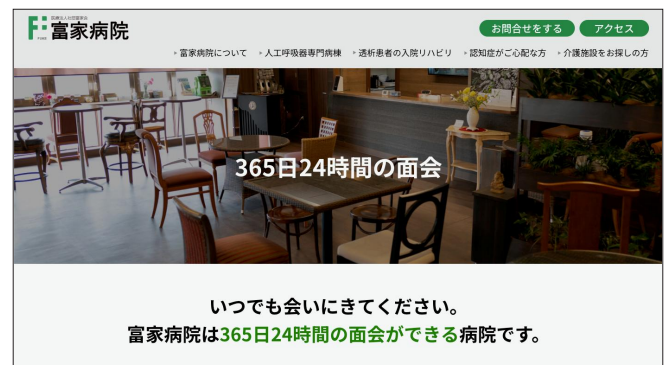 富家病院
お問合せをする
アクセス
富家病院について
人工呼吸器専門病棟
透析患者の入院リハビリ
認知症がご心配な方
介護施設をお探しの方
365日24時間の面会
いつでも会いにきてください。
富家病院は365日24時間の面会ができる病院です。